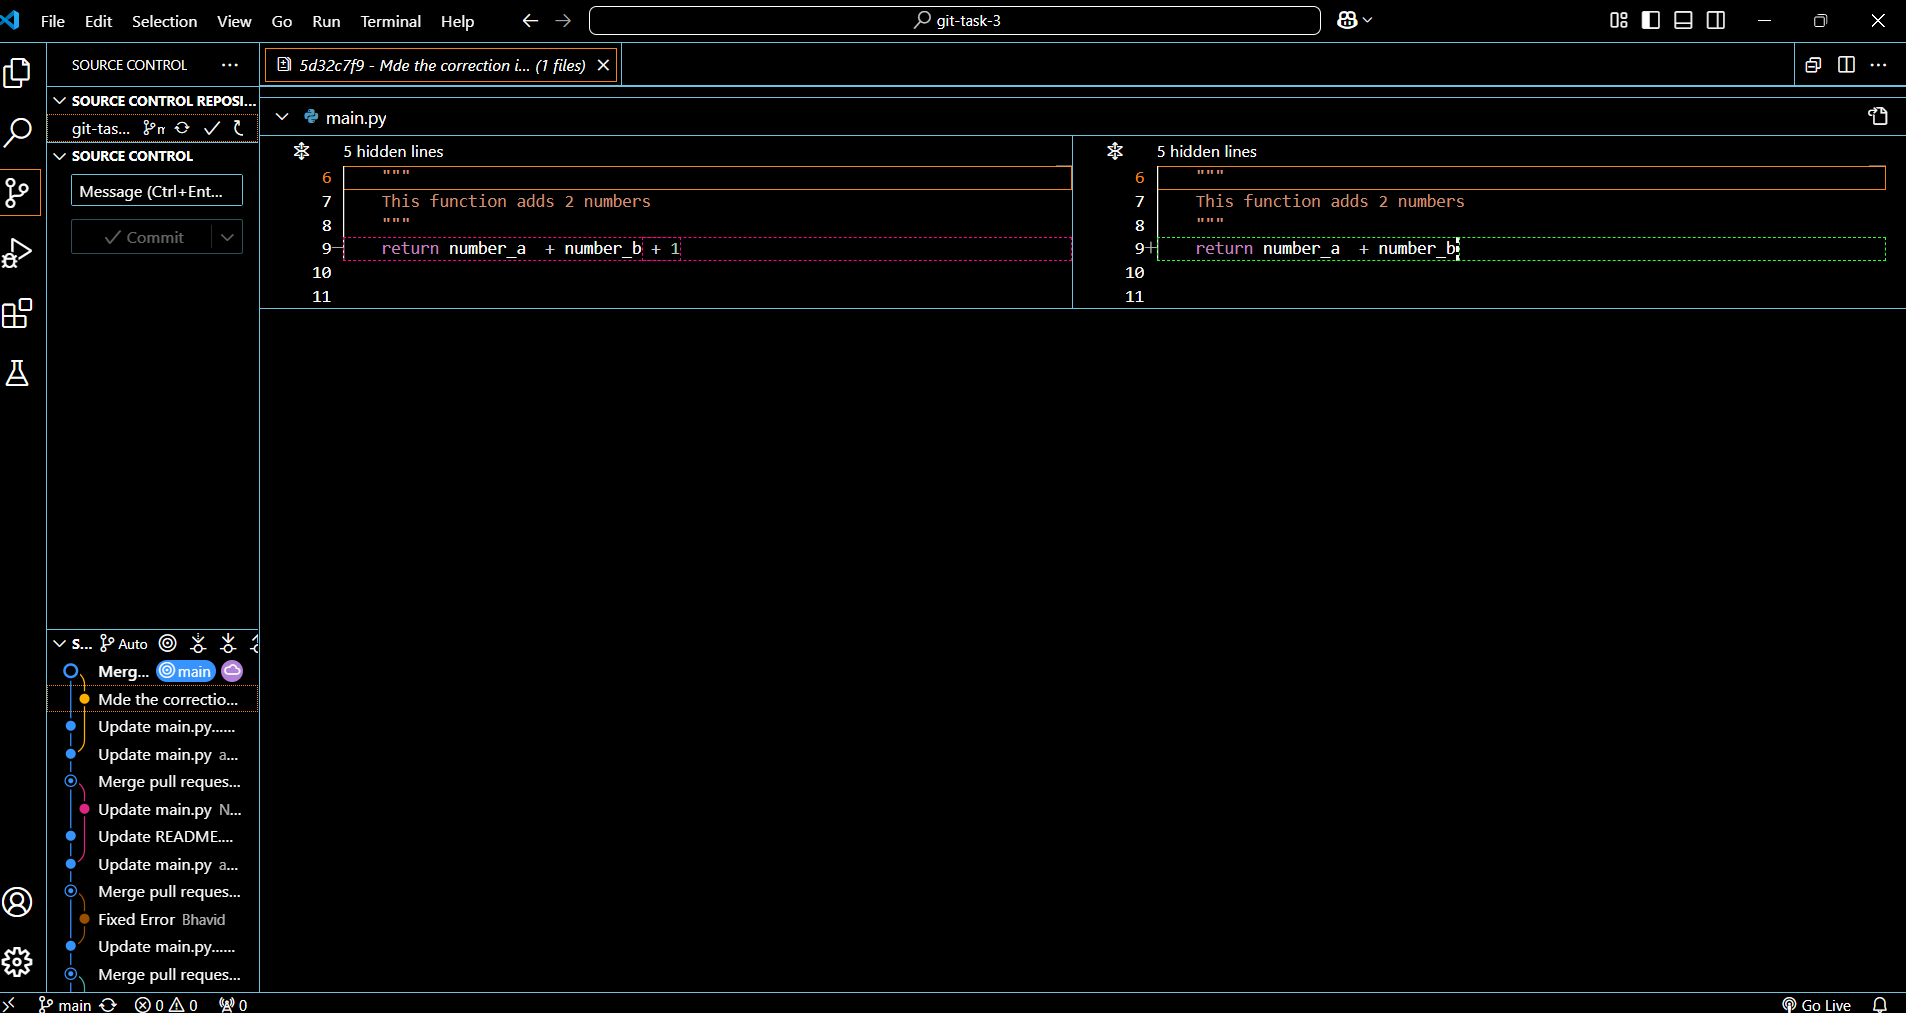 File Edit Selection View Go Run Terminal Help
git-task-3
SOURCE CONTROL
5d32c7f9 - Mde the correction i... (1 files)
SOURCE CONTROL REPOSI...
git-tas...
main.py
SOURCE CONTROL
Message (Ctrl+Ent...
Commit
5 hidden lines
6 """
7 This function adds 2 numbers
8 """
9 return number_a  + number_b + 1
10
11
5 hidden lines
6 """
7 This function adds 2 numbers
8 """
9 return number_a  + number_b
10
11
S... Auto
Merg... main
Mde the correctio...
Update main.py......
Update main.py a...
Merge pull reques...
Update main.py N...
Update README....
Update main.py a...
Merge pull reques...
Fixed Error Bhavid
Update main.py......
Merge pull reques...
main 0 0 0
Go Live